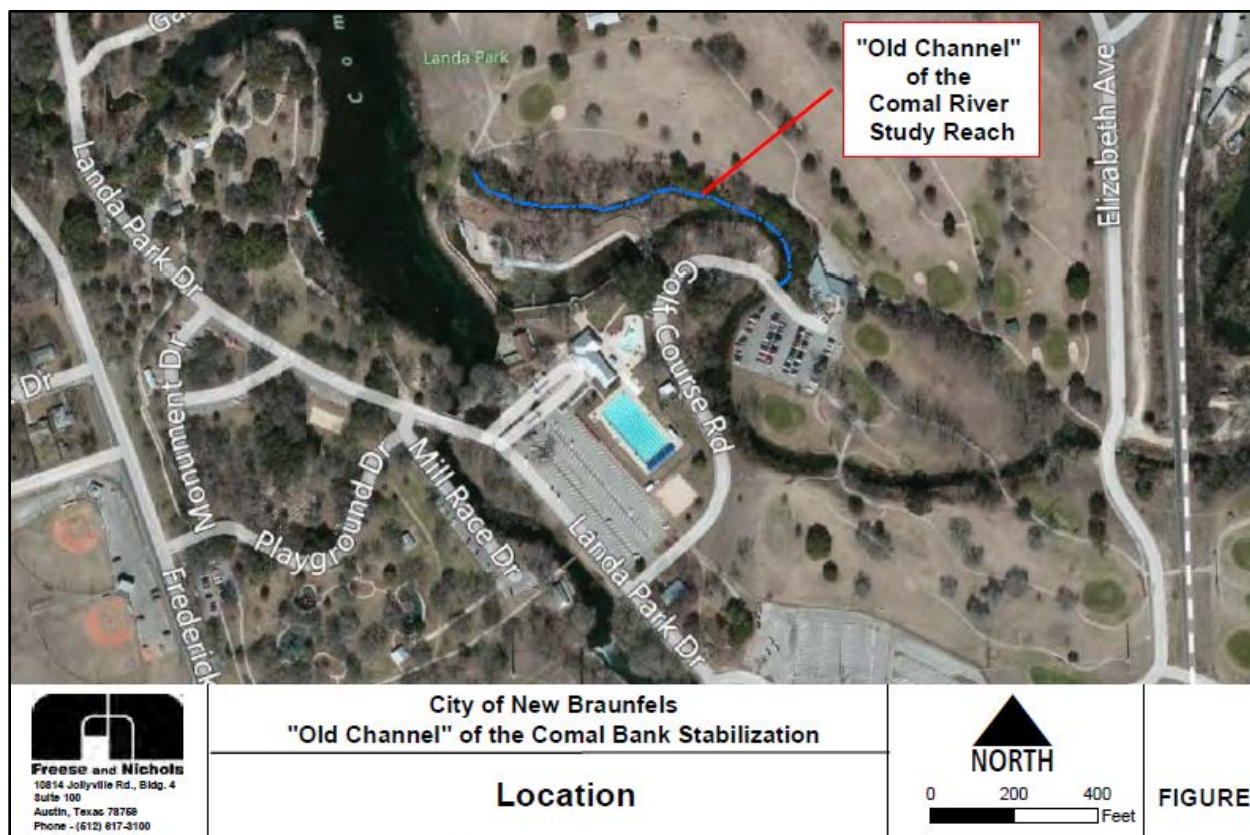 Ga
C o m
Landa Park
"Old Channel"
of the
Comal River
Study Reach
Elizabeth Ave
Landa Park Dr
Golf Course Rd
Dr
Monument Dr
Playground Dr
Mill Race Dr
Landa Park Dr
Frederick
Freese and Nichols
10814 Jollyville Rd., Bldg. 4
Suite 100
Austin, Texas 78759
Phone - (512) 617-3100
City of New Braunfels
"Old Channel" of the Comal Bank Stabilization
Location
NORTH
0 200 400
Feet
FIGURE